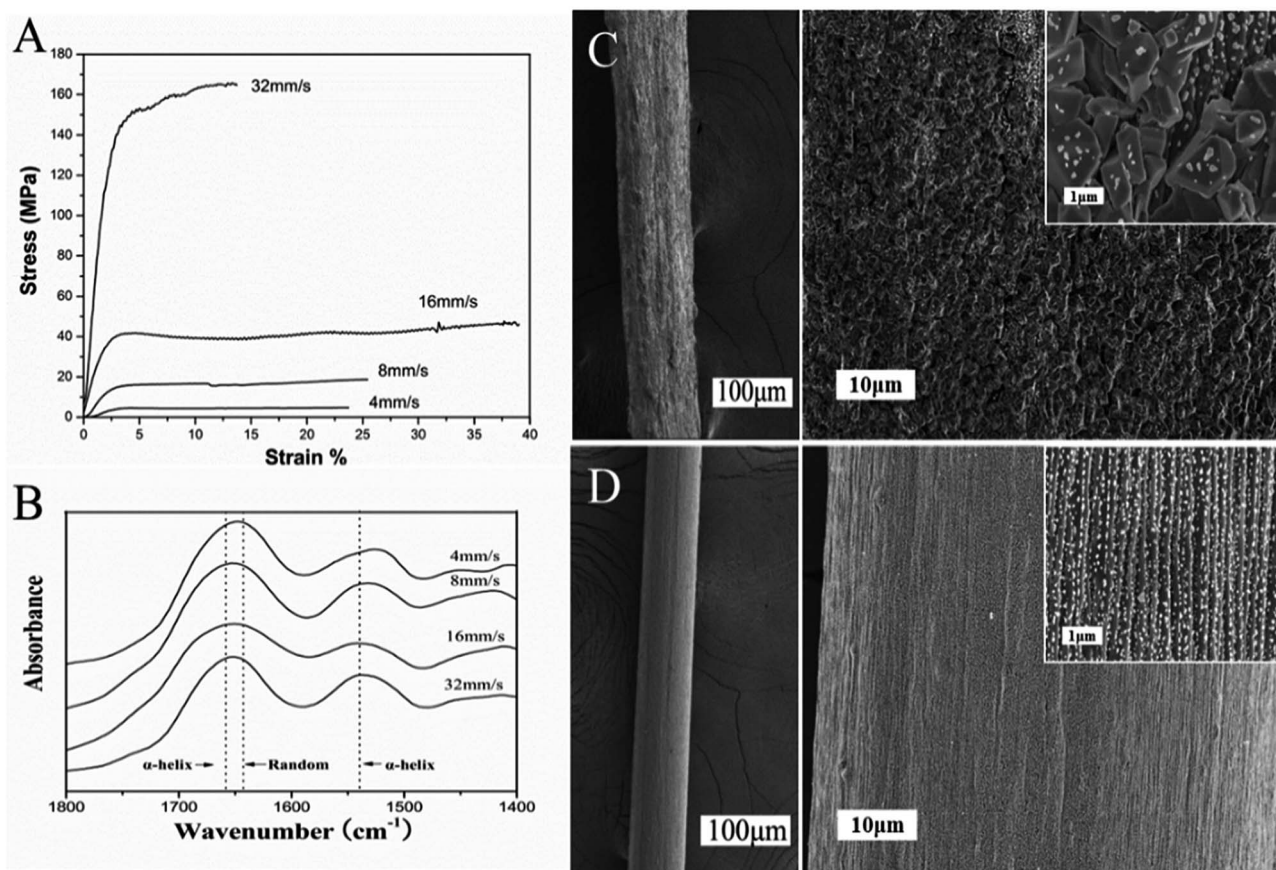 A
180
160
140
120
100
80
60
40
20
0
Stress (MPa)
32mm/s
16mm/s
8mm/s
4mm/s
0 5 10 15 20 25 30 35 40
Strain %
B
Absorbance
4mm/s
8mm/s
16mm/s
32mm/s
α-helix Random α-helix
1800 1700 1600 1500 1400
Wavenumber (cm⁻¹)
C
100μm
10μm
1μm
D
100μm
10μm
1μm